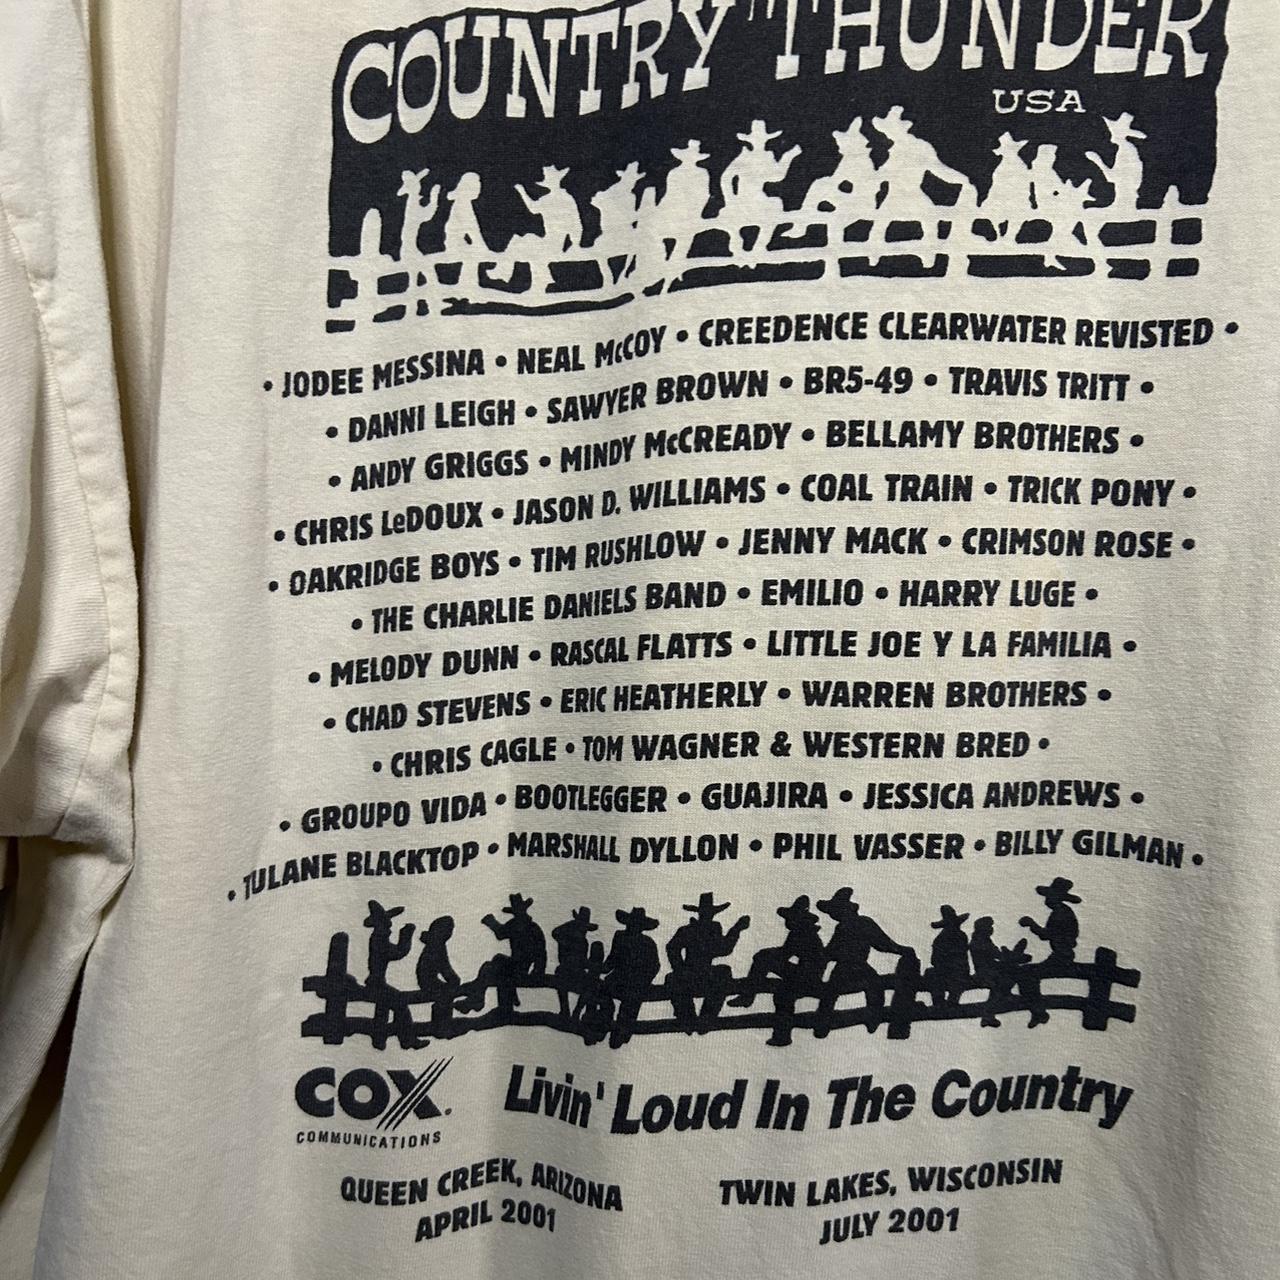 COUNTRY THUNDER
USA
• JODEE MESSINA • NEAL McCOY • CREEDENCE CLEARWATER REVISTED •
• DANNI LEIGH • SAWYER BROWN • BR5-49 • TRAVIS TRITT •
• ANDY GRIGGS • MINDY McCREADY • BELLAMY BROTHERS •
• CHRIS LeDOUX • JASON D. WILLIAMS • COAL TRAIN • TRICK PONY •
• OAKRIDGE BOYS • TIM RUSHLOW • JENNY MACK • CRIMSON ROSE •
• THE CHARLIE DANIELS BAND • EMILIO • HARRY LUGE •
• MELODY DUNN • RASCAL FLATTS • LITTLE JOE Y LA FAMILIA •
• CHAD STEVENS • ERIC HEATHERLY • WARREN BROTHERS •
• CHRIS CAGLE • TOM WAGNER & WESTERN BRED •
• GROUPO VIDA • BOOTLEGGER • GUAJIRA • JESSICA ANDREWS •
• TULANE BLACKTOP • MARSHALL DYLLON • PHIL VASSER • BILLY GILMAN •
COX.
COMMUNICATIONS
Livin' Loud In The Country
QUEEN CREEK, ARIZONA
APRIL 2001
TWIN LAKES, WISCONSIN
JULY 2001